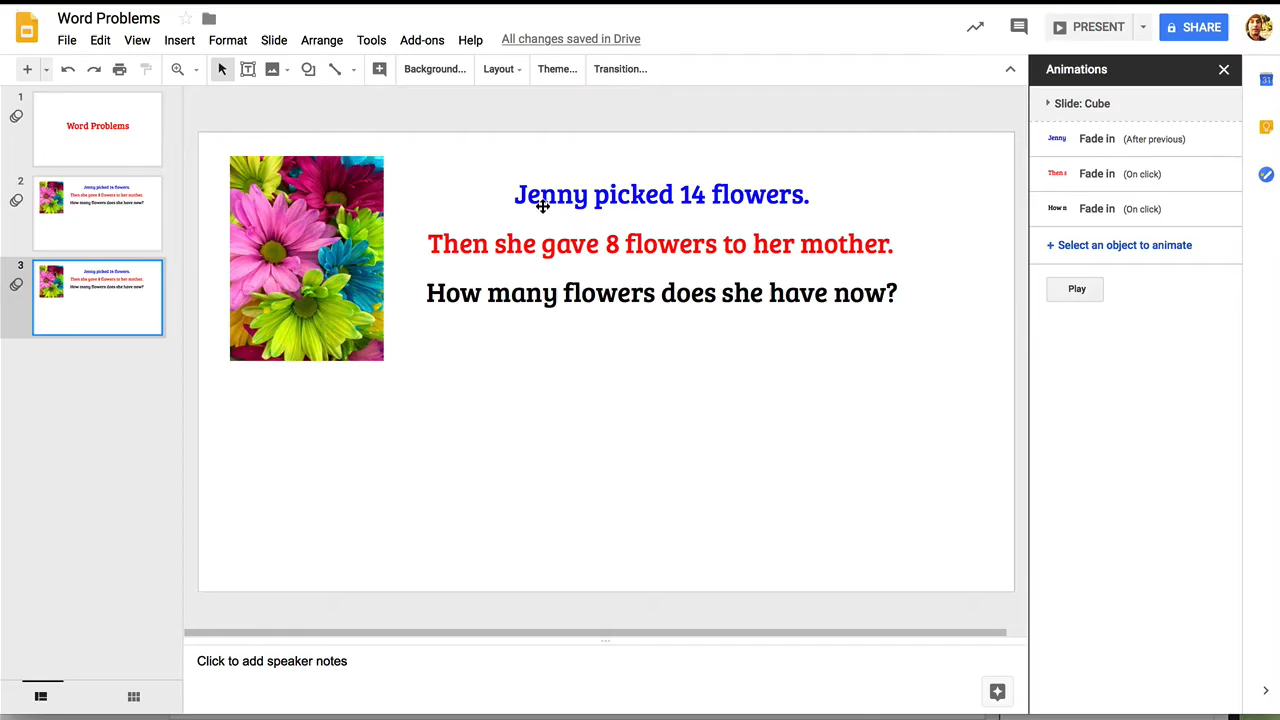 Word Problems
File Edit View Insert Format Slide Arrange Tools Add-ons Help All changes saved in Drive
PRESENT
SHARE
Background... Layout Theme... Transition...
Animations
Slide: Cube
Jenny Fade in (After previous)
Then s Fade in (On click)
How n Fade in (On click)
+ Select an object to animate
Play
1
Word Problems
2
Jenny picked 14 flowers.
Then she gave 8 flowers to her mother.
How many flowers does she have now?
3
Jenny picked 14 flowers.
Then she gave 8 flowers to her mother.
How many flowers does she have now?
Jenny picked 14 flowers.
Then she gave 8 flowers to her mother.
How many flowers does she have now?
Click to add speaker notes
31